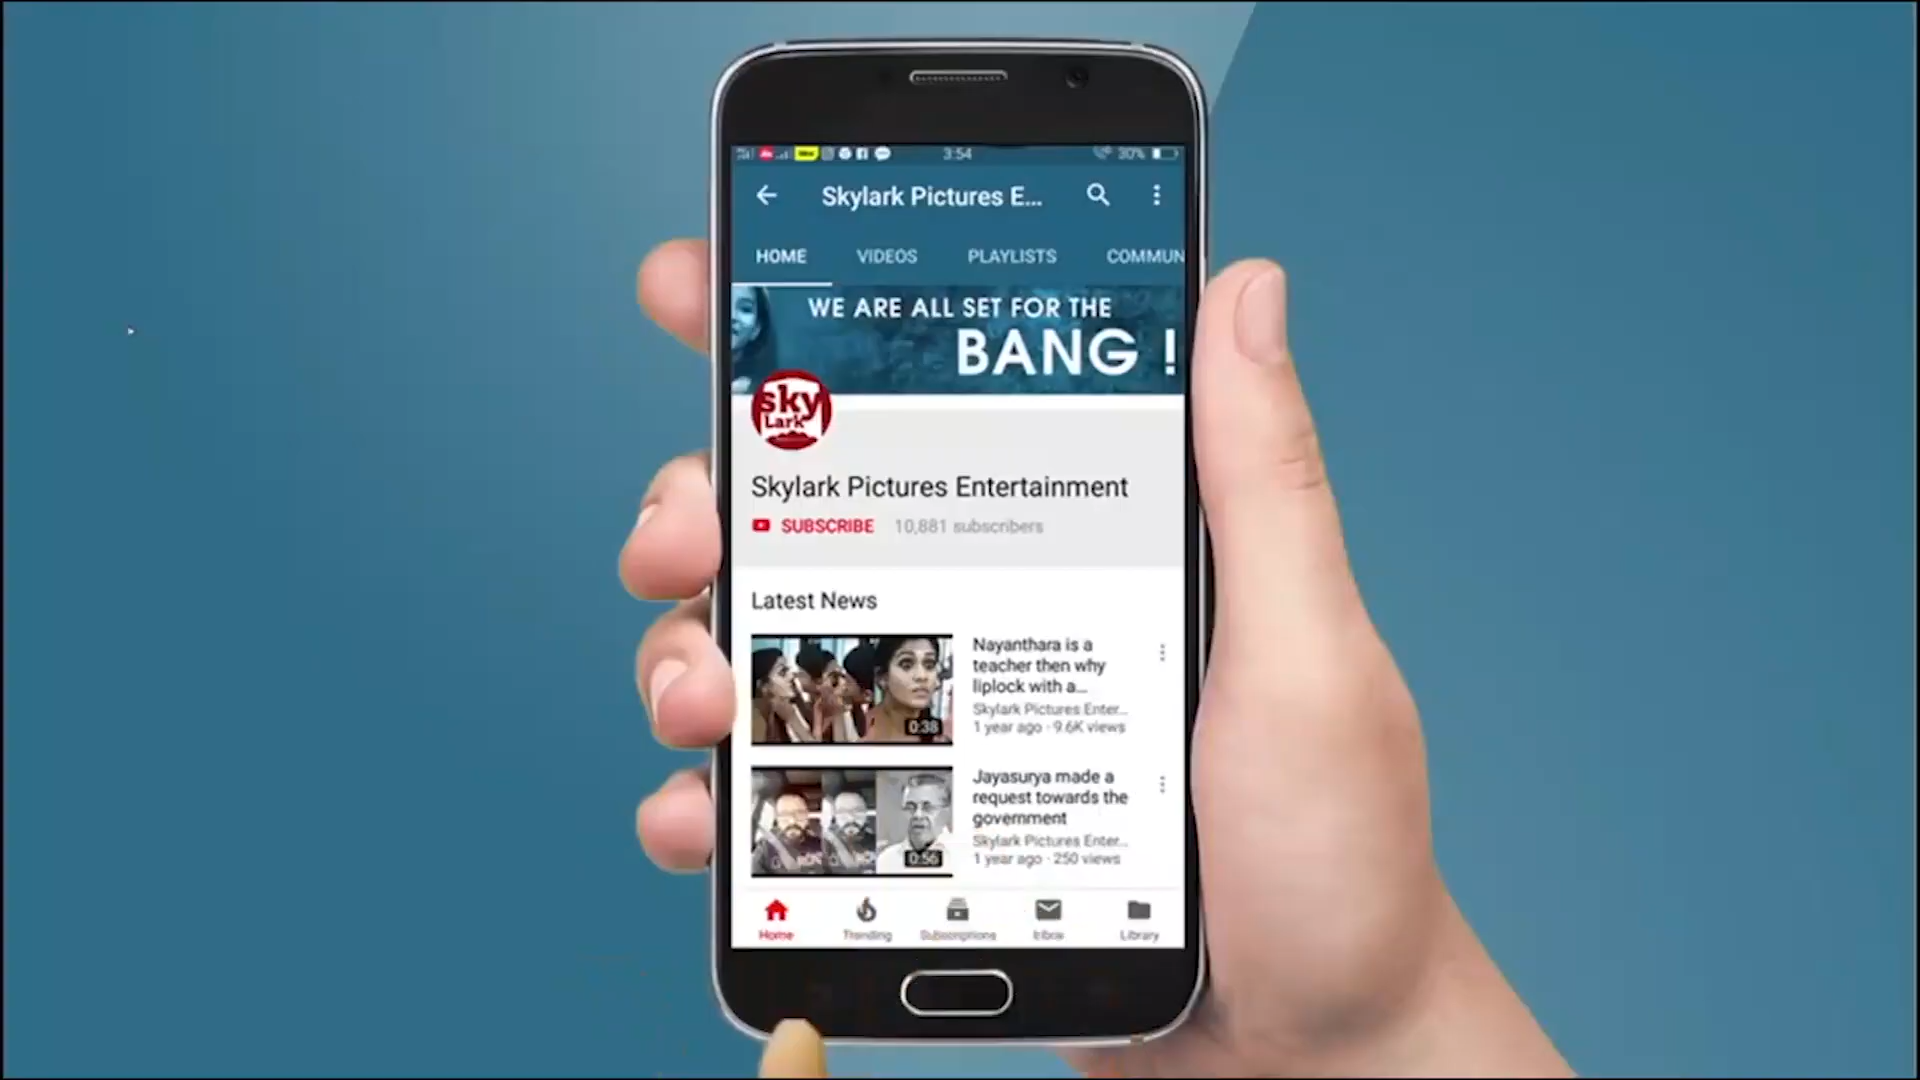 3:54
30%
Skylark Pictures E...
HOME VIDEOS PLAYLISTS COMMUN
WE ARE ALL SET FOR THE
BANG !
sky
Lark
Skylark Pictures Entertainment
SUBSCRIBE 10,881 subscribers
Latest News
Nayanthara is a
teacher then why
liplock with a...
Skylark Pictures Enter...
1 year ago · 9.6K views
0:38
Jayasurya made a
request towards the
government
Skylark Pictures Enter...
1 year ago · 250 views
0:56
Home Trending Subscriptions Inbox Library